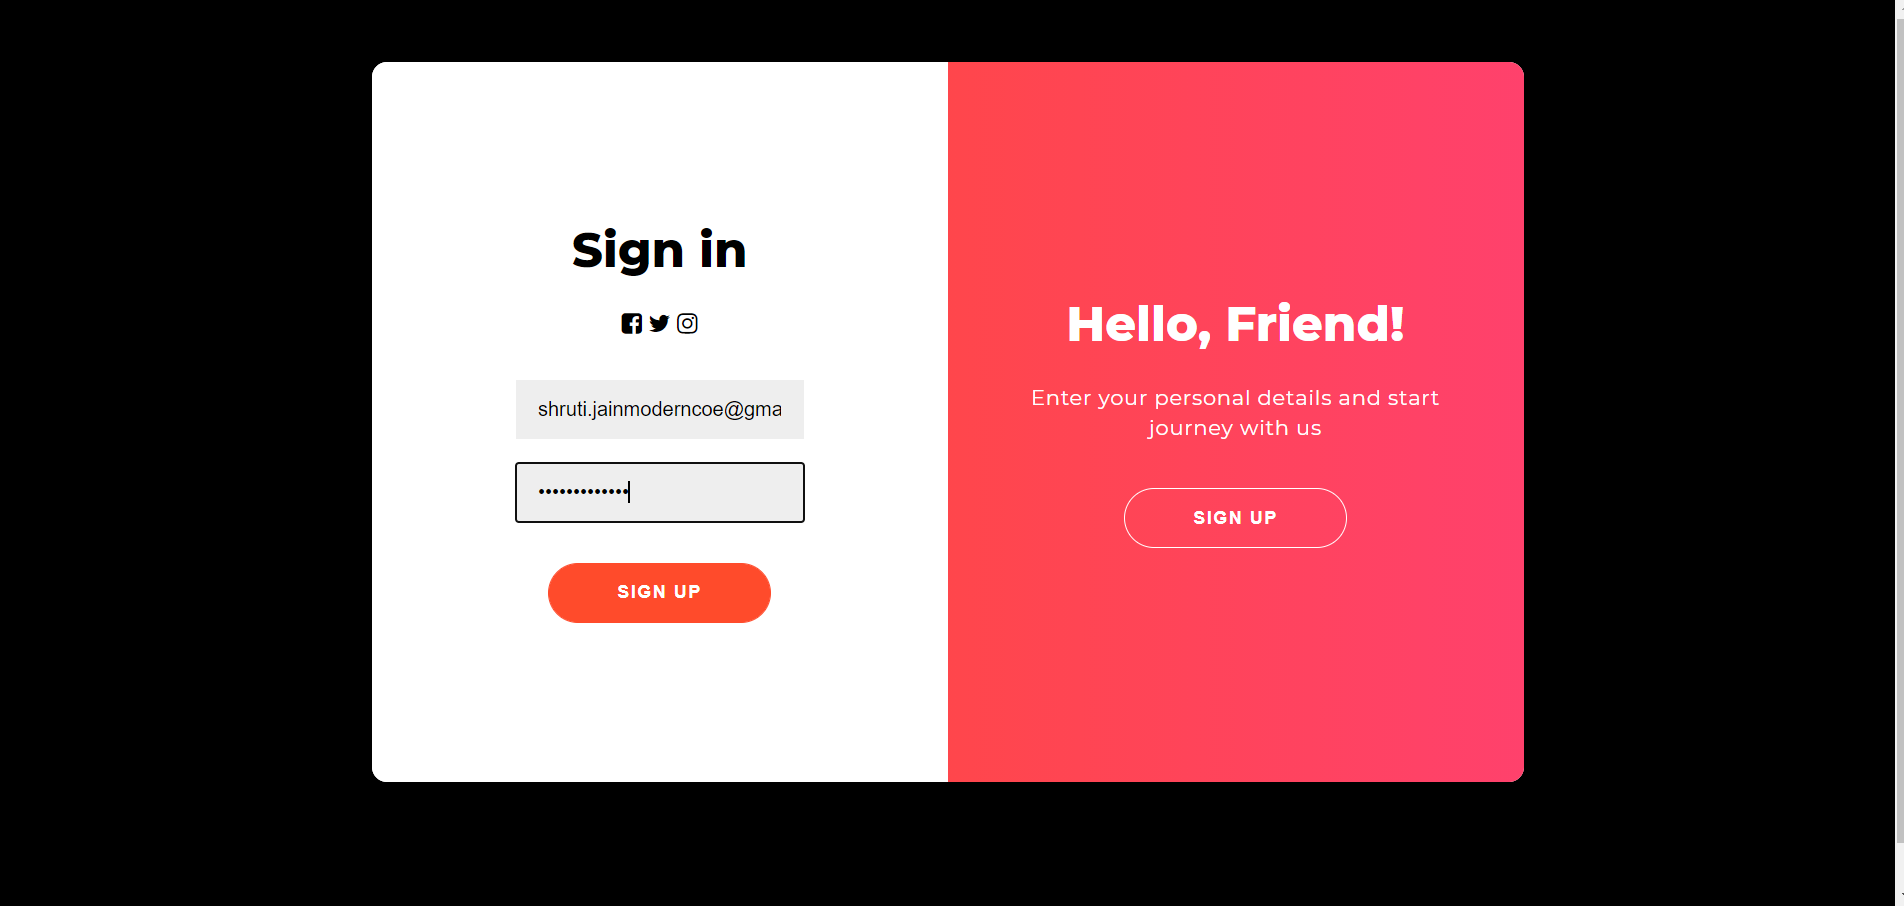 Sign in
shruti.jainmoderncoe@gma
•••••••••••••
SIGN UP
Hello, Friend!
Enter your personal details and start
journey with us
SIGN UP